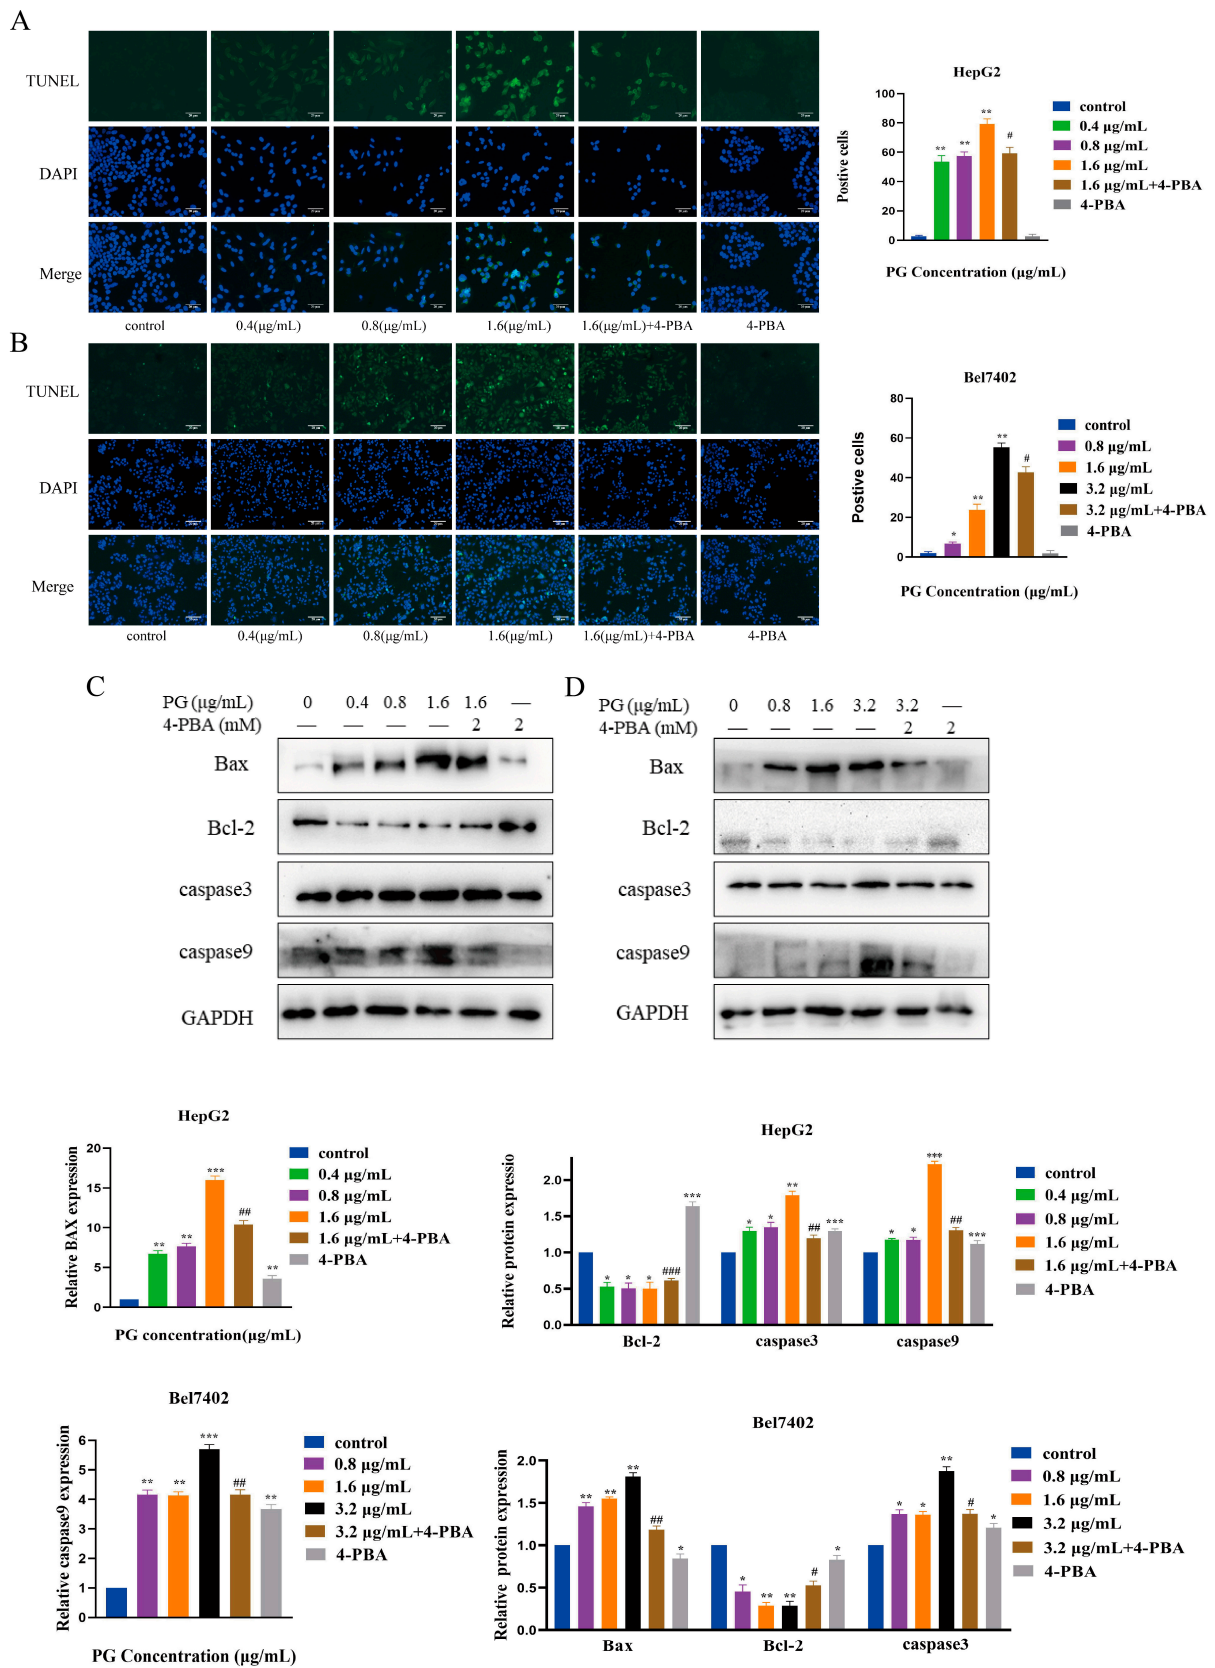 A
TUNEL
DAPI
Merge
control 0.4(μg/mL) 0.8(μg/mL) 1.6(μg/mL) 1.6(μg/mL)+4-PBA 4-PBA
HepG2
Postive cells
100
80
60
40
20
0
** ** ** #
PG Concentration (μg/mL)
control
0.4 μg/mL
0.8 μg/mL
1.6 μg/mL
1.6 μg/mL+4-PBA
4-PBA
B
TUNEL
DAPI
Merge
control 0.4(μg/mL) 0.8(μg/mL) 1.6(μg/mL) 1.6(μg/mL)+4-PBA 4-PBA
Bel7402
Postive cells
80
60
40
20
0
* ** ** #
PG Concentration (μg/mL)
control
0.8 μg/mL
1.6 μg/mL
3.2 μg/mL
3.2 μg/mL+4-PBA
4-PBA
C
PG (μg/mL) 0 0.4 0.8 1.6 1.6 —
4-PBA (mM) — — — — 2 2
Bax
Bcl-2
caspase3
caspase9
GAPDH
D
PG (μg/mL) 0 0.8 1.6 3.2 3.2 —
4-PBA (mM) — — — — 2 2
Bax
Bcl-2
caspase3
caspase9
GAPDH
HepG2
Relative BAX expression
20
15
10
5
0
** ** *** ## **
PG concentration(μg/mL)
control
0.4 μg/mL
0.8 μg/mL
1.6 μg/mL
1.6 μg/mL+4-PBA
4-PBA
HepG2
Relative protein expressio
2.0
1.5
1.0
0.5
0.0
* * * ### *** * * ** ## *** * * *** ## ***
Bcl-2 caspase3 caspase9
control
0.4 μg/mL
0.8 μg/mL
1.6 μg/mL
1.6 μg/mL+4-PBA
4-PBA
Bel7402
Relative caspase9 expression
6
5
4
3
2
1
0
** ** *** ## **
PG Concentration (μg/mL)
control
0.8 μg/mL
1.6 μg/mL
3.2 μg/mL
3.2 μg/mL+4-PBA
4-PBA
Bel7402
Relative protein expression
2.0
1.5
1.0
0.5
0.0
** ** ** ## * * ** ** # * * * ** # *
Bax Bcl-2 caspase3
control
0.8 μg/mL
1.6 μg/mL
3.2 μg/mL
3.2 μg/mL+4-PBA
4-PBA